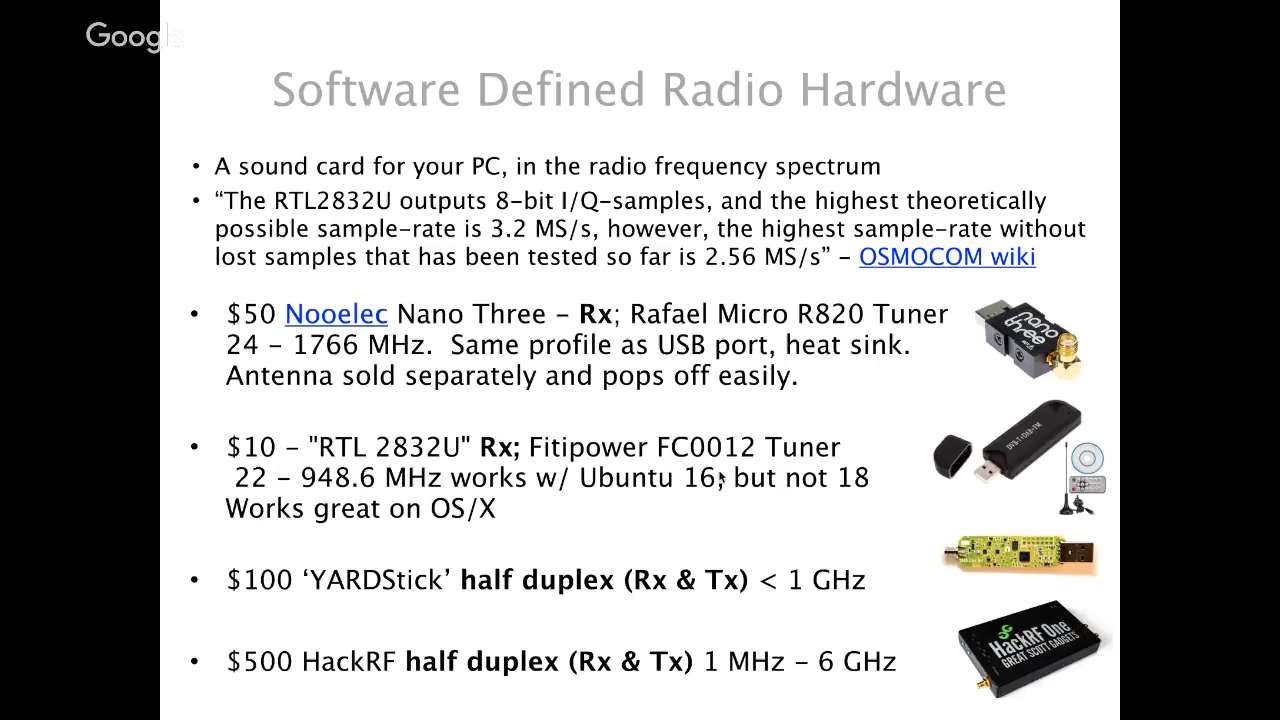 Google
Software Defined Radio Hardware
• A sound card for your PC, in the radio frequency spectrum
• “The RTL2832U outputs 8-bit I/Q-samples, and the highest theoretically
possible sample-rate is 3.2 MS/s, however, the highest sample-rate without
lost samples that has been tested so far is 2.56 MS/s” – OSMOCOM wiki
• $50 Nooelec Nano Three – Rx; Rafael Micro R820 Tuner
24 – 1766 MHz. Same profile as USB port, heat sink.
Antenna sold separately and pops off easily.
nano
three
• $10 – "RTL 2832U" Rx; Fitipower FC0012 Tuner
22 – 948.6 MHz works w/ Ubuntu 16; but not 18
Works great on OS/X
DVB-T+DAB+FM
• $100 ‘YARDStick’ half duplex (Rx & Tx) < 1 GHz
• $500 HackRF half duplex (Rx & Tx) 1 MHz – 6 GHz
HackRF One
GREAT SCOTT GADGETS